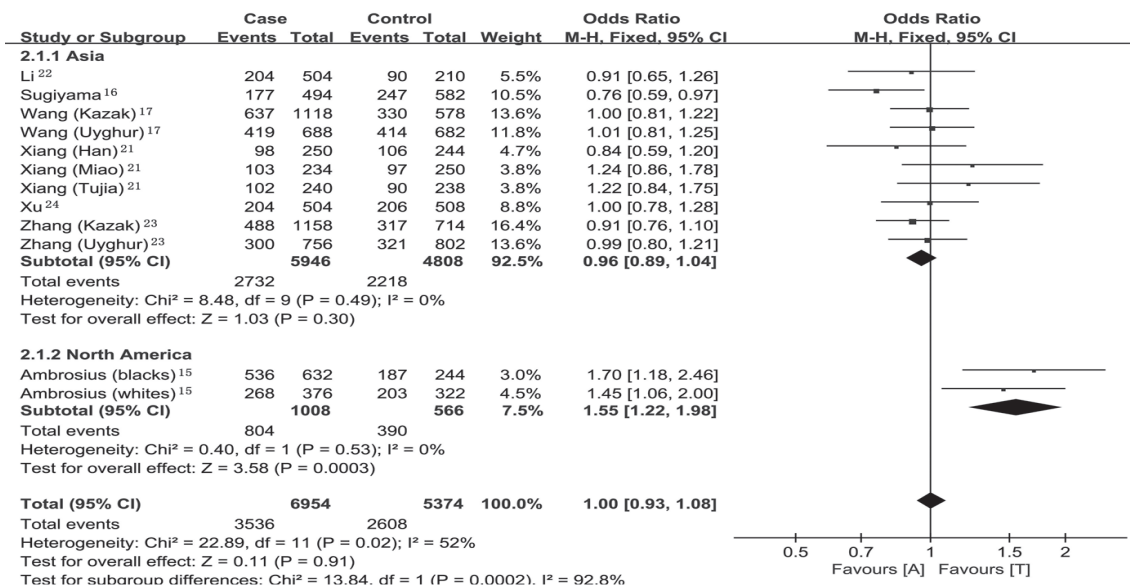 Case Control Odds Ratio Odds Ratio
Study or Subgroup Events Total Events Total Weight M-H, Fixed, 95% CI M-H, Fixed, 95% CI
2.1.1 Asia
Li 22 204 504 90 210 5.5% 0.91 [0.65, 1.26]
Sugiyama 16 177 494 247 582 10.5% 0.76 [0.59, 0.97]
Wang (Kazak) 17 637 1118 330 578 13.6% 1.00 [0.81, 1.22]
Wang (Uyghur) 17 419 688 414 682 11.8% 1.01 [0.81, 1.25]
Xiang (Han) 21 98 250 106 244 4.7% 0.84 [0.59, 1.20]
Xiang (Miao) 21 103 234 97 250 3.8% 1.24 [0.86, 1.78]
Xiang (Tujia) 21 102 240 90 238 3.8% 1.22 [0.84, 1.75]
Xu 24 204 504 206 508 8.8% 1.00 [0.78, 1.28]
Zhang (Kazak) 23 488 1158 317 714 16.4% 0.91 [0.76, 1.10]
Zhang (Uyghur) 23 300 756 321 802 13.6% 0.99 [0.80, 1.21]
Subtotal (95% CI) 5946 4808 92.5% 0.96 [0.89, 1.04]
Total events 2732 2218
Heterogeneity: Chi² = 8.48, df = 9 (P = 0.49); I² = 0%
Test for overall effect: Z = 1.03 (P = 0.30)
2.1.2 North America
Ambrosius (blacks) 15 536 632 187 244 3.0% 1.70 [1.18, 2.46]
Ambrosius (whites) 15 268 376 203 322 4.5% 1.45 [1.06, 2.00]
Subtotal (95% CI) 1008 566 7.5% 1.55 [1.22, 1.98]
Total events 804 390
Heterogeneity: Chi² = 0.40, df = 1 (P = 0.53); I² = 0%
Test for overall effect: Z = 3.58 (P = 0.0003)
Total (95% CI) 6954 5374 100.0% 1.00 [0.93, 1.08]
Total events 3536 2608
Heterogeneity: Chi² = 22.89, df = 11 (P = 0.02); I² = 52%
Test for overall effect: Z = 0.11 (P = 0.91)
Test for subgroup differences: Chi² = 13.84, df = 1 (P = 0.0002), I² = 92.8%
0.5 0.7 1 1.5 2
Favours [A] Favours [T]